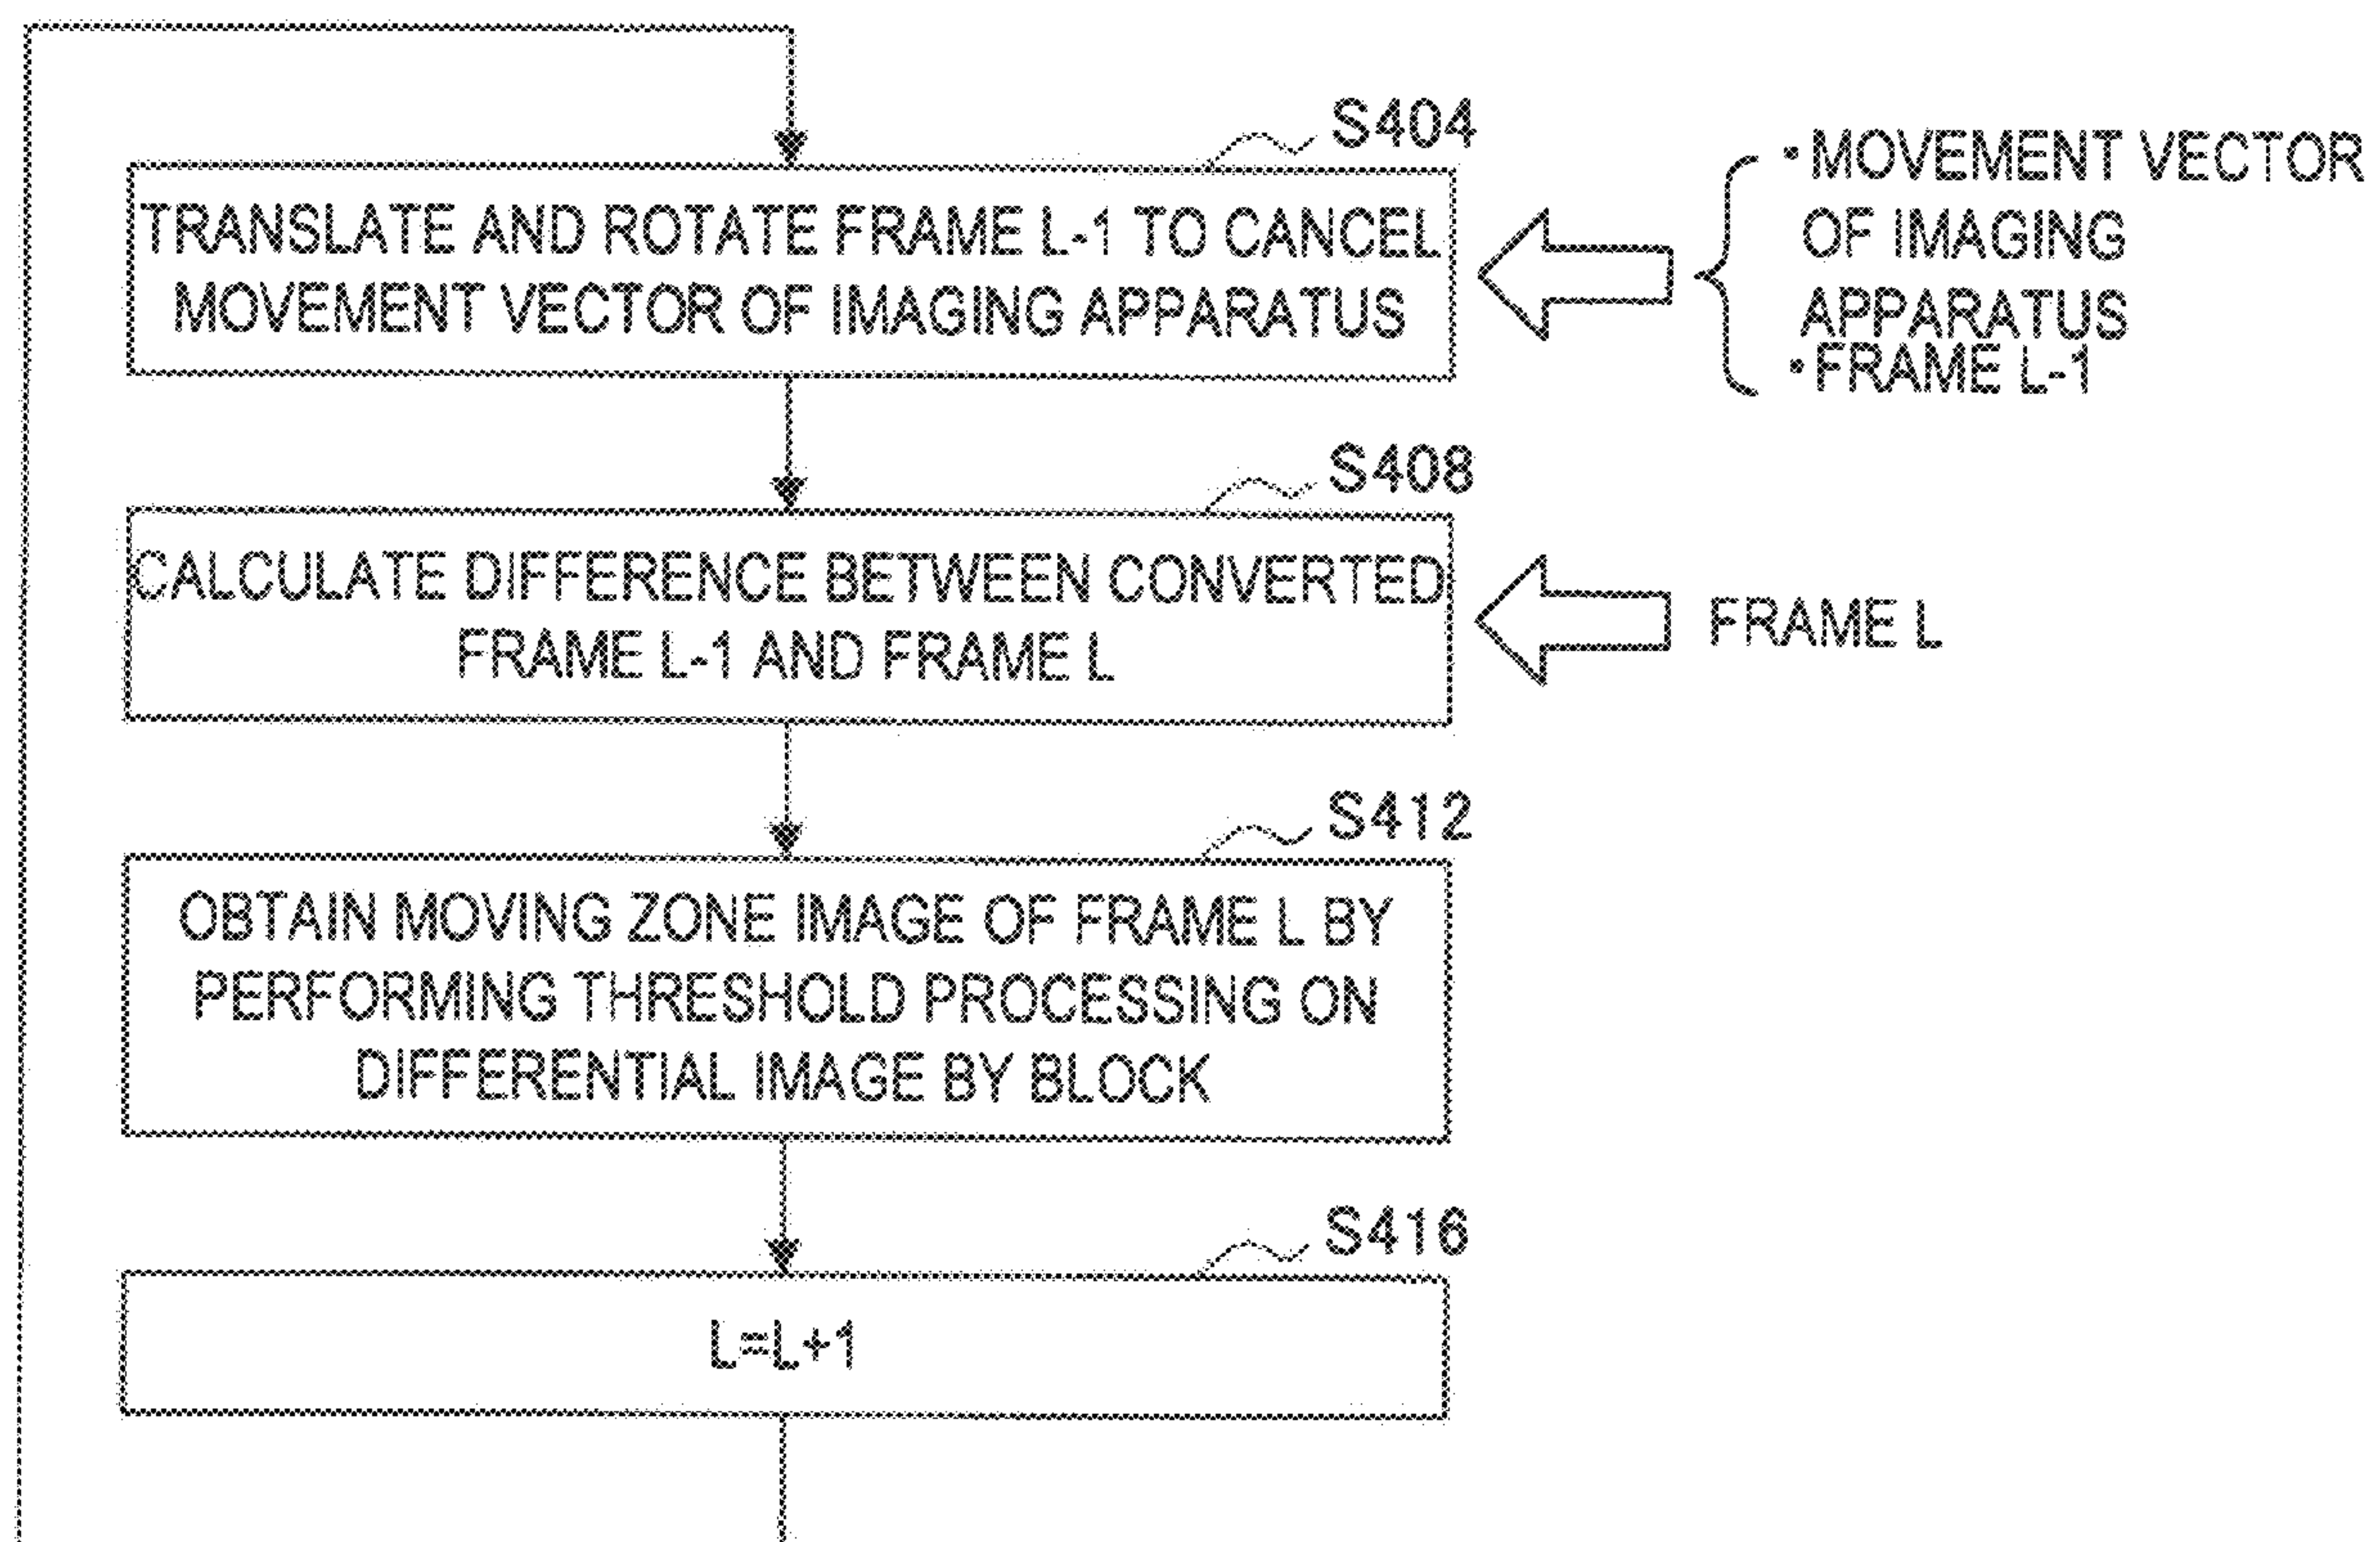 S404
TRANSLATE AND ROTATE FRAME L-1 TO CANCEL
MOVEMENT VECTOR OF IMAGING APPARATUS
•MOVEMENT VECTOR
OF IMAGING
APPARATUS
•FRAME L-1
S408
CALCULATE DIFFERENCE BETWEEN CONVERTED
FRAME L-1 AND FRAME L
FRAME L
S412
OBTAIN MOVING ZONE IMAGE OF FRAME L BY
PERFORMING THRESHOLD PROCESSING ON
DIFFERENTIAL IMAGE BY BLOCK
S416
L=L+1